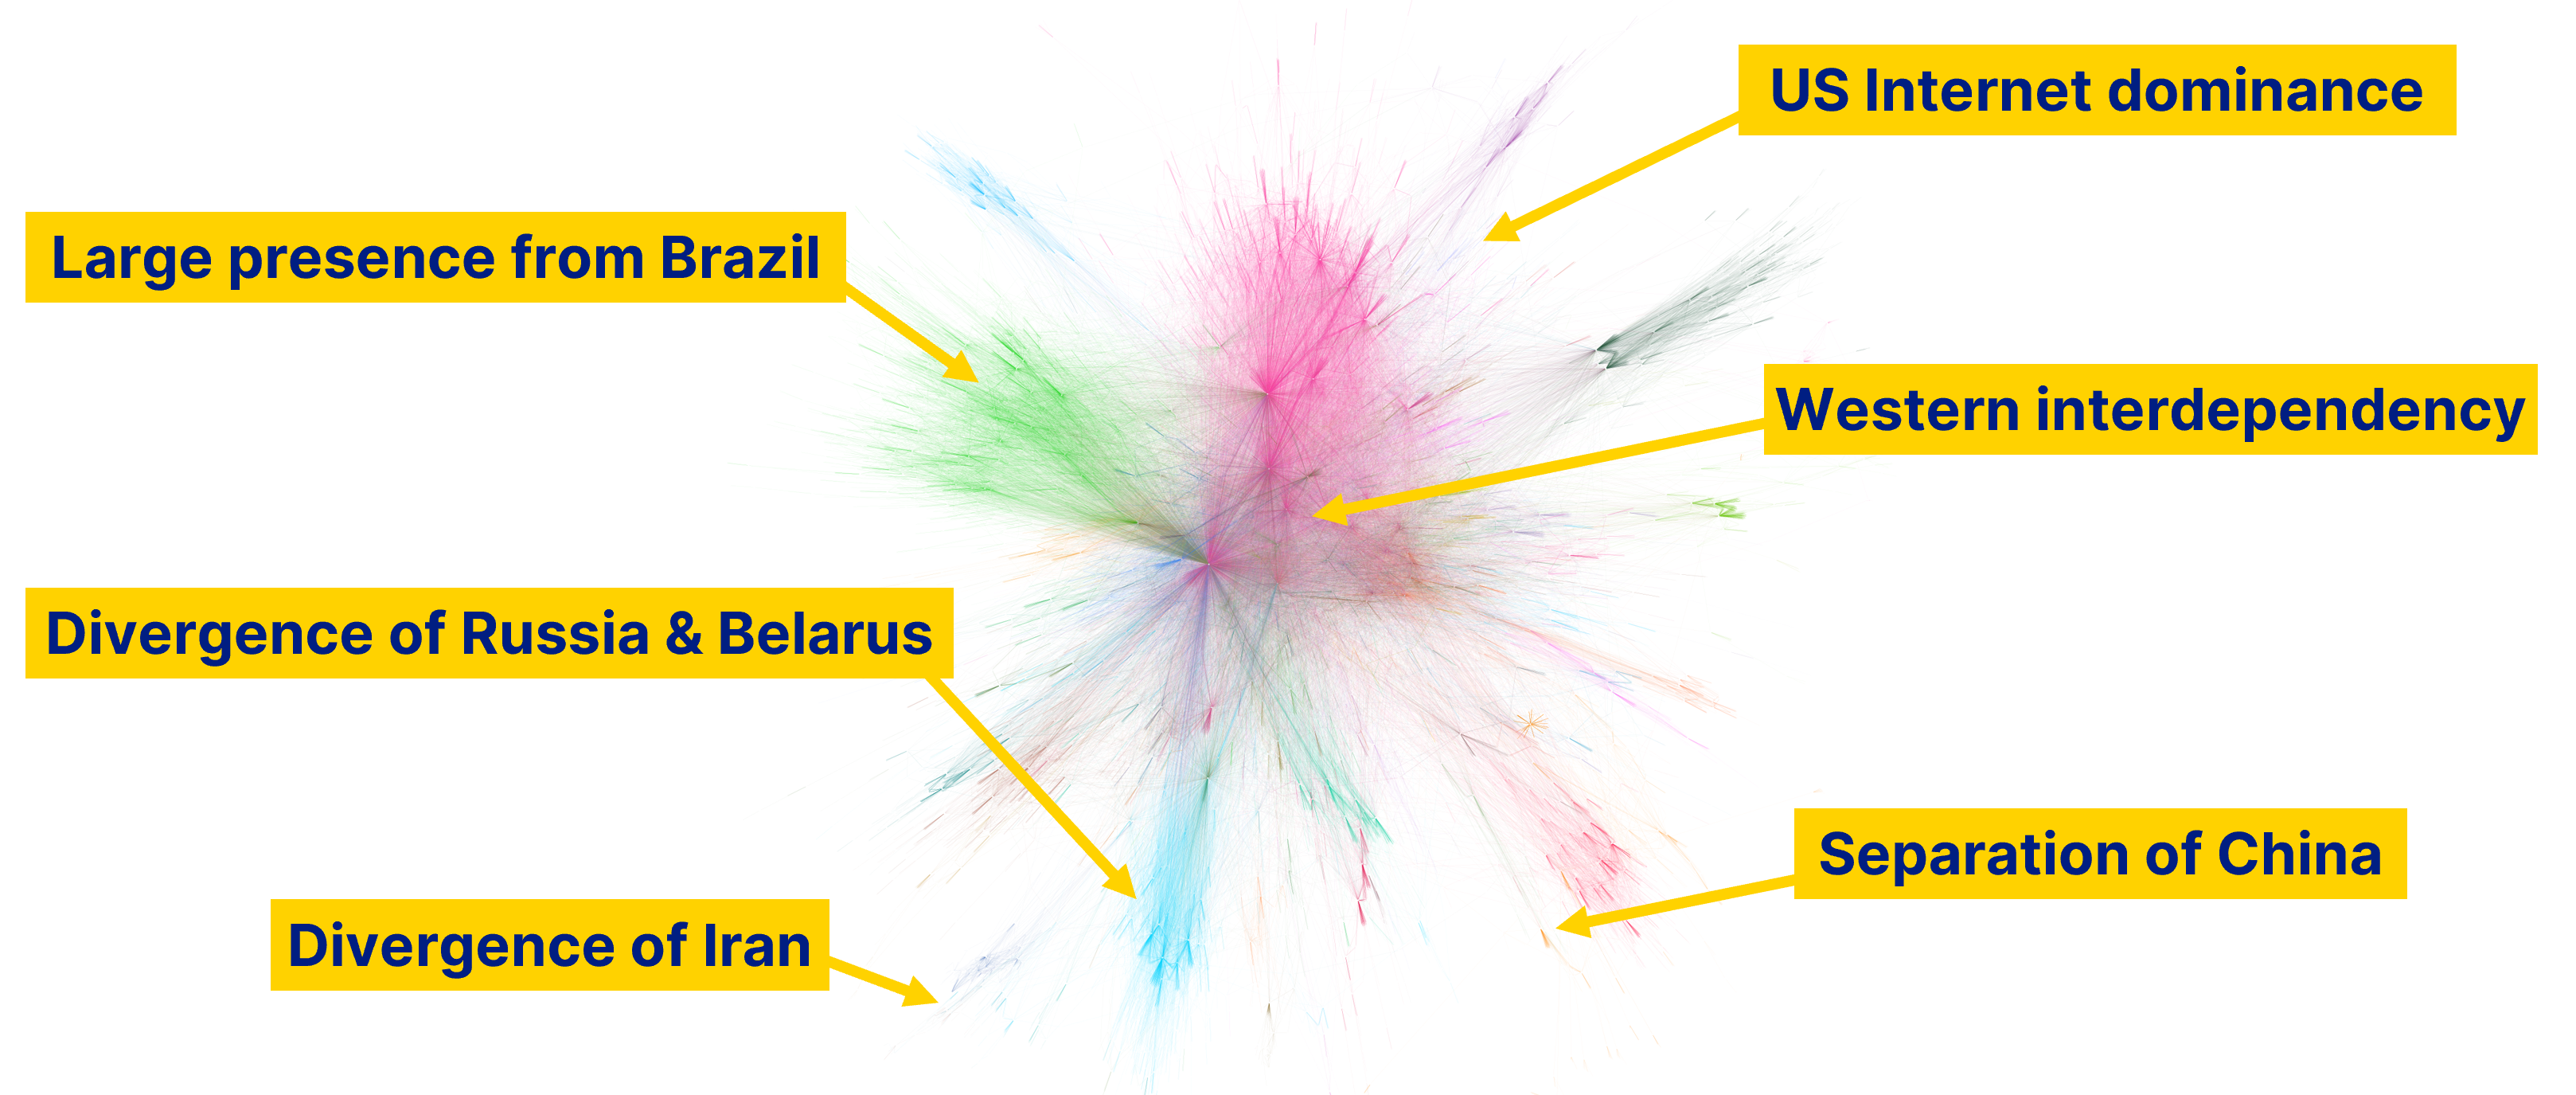 US Internet dominance
Large presence from Brazil
Western interdependency
Divergence of Russia & Belarus
Separation of China
Divergence of Iran